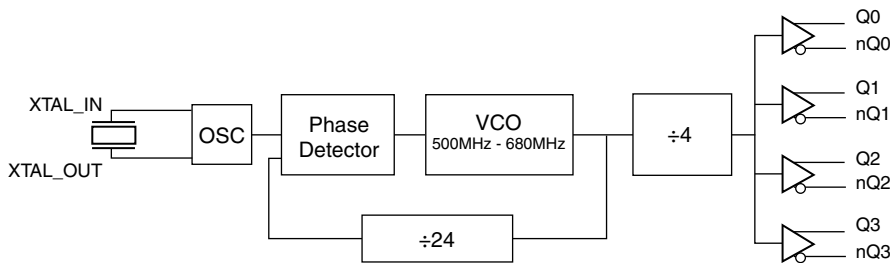 XTAL_IN
XTAL_OUT
OSC
Phase
Detector
VCO
500MHz - 680MHz
÷24
÷4
Q0
nQ0
Q1
nQ1
Q2
nQ2
Q3
nQ3